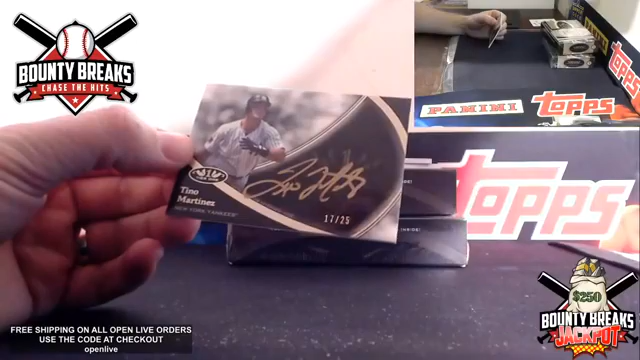 BOUNTY BREAKS
CHASE THE HITS
PANINI
topps
topps
topps
Tino
Martinez
NEW YORK YANKEES
17/25
$250
BOUNTY BREAKS
JACKPOT
FREE SHIPPING ON ALL OPEN LIVE ORDERS
USE THE CODE AT CHECKOUT
openlive